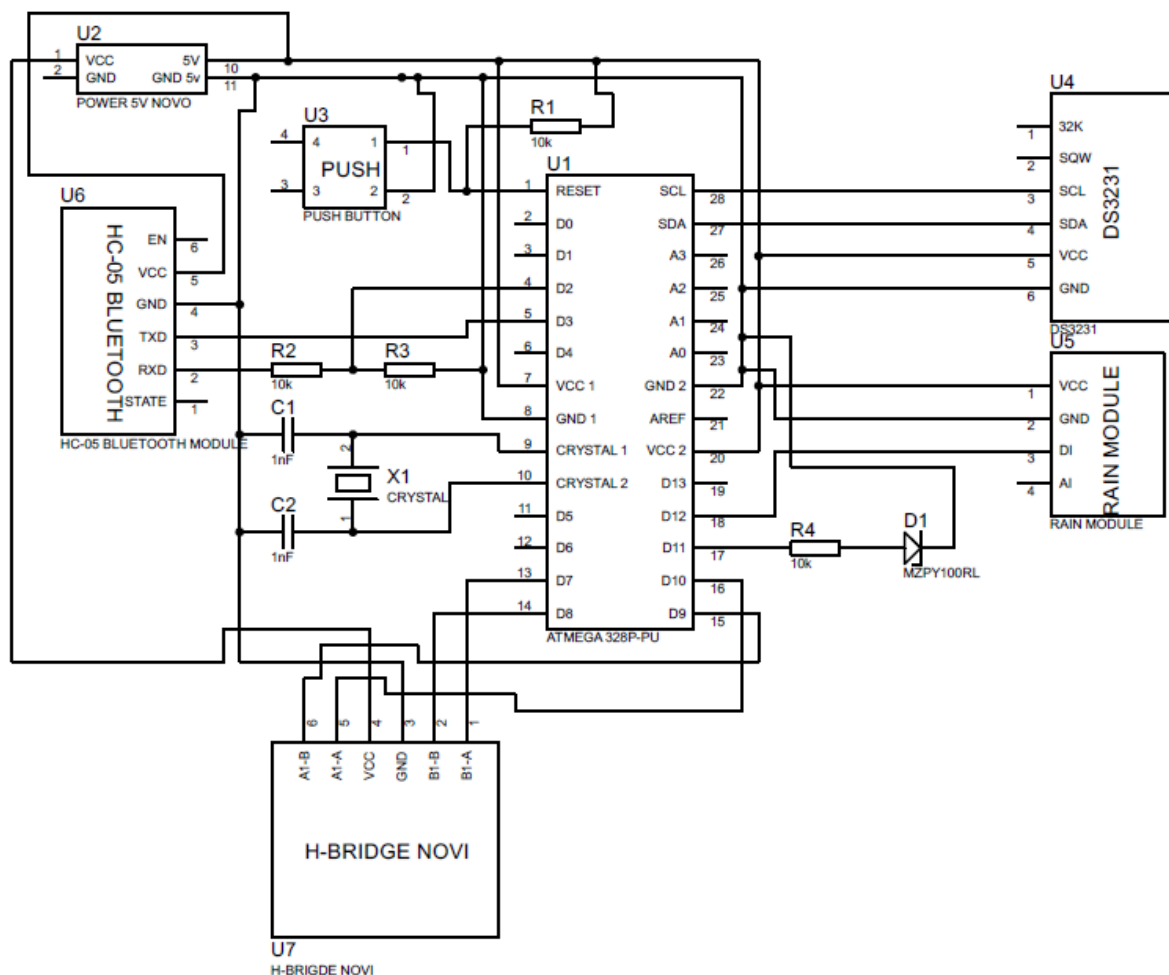 U2
1 VCC 5V 10
2 GND GND 5v 11
POWER 5V NOVO
U3
4 4 1 1
PUSH
3 3 2 2
PUSH BUTTON
R1
10k
U6
HC-05 BLUETOOTH
EN 6
VCC 5
GND 4
TXD 3
RXD 2
STATE 1
HC-05 BLUETOOTH MODULE
R2
10k
R3
10k
C1
1nF
C2
1nF
2
X1
CRYSTAL
1
U1
1 RESET SCL 28
2 D0 SDA 27
3 D1 A3 26
4 D2 A2 25
5 D3 A1 24
6 D4 A0 23
7 VCC 1 GND 2 22
8 GND 1 AREF 21
9 CRYSTAL 1 VCC 2 20
10 CRYSTAL 2 D13 19
11 D5 D12 18
12 D6 D11 17
13 D7 D10 16
14 D8 D9 15
ATMEGA 328P-PU
U4
1 32K
2 SQW
3 SCL
4 SDA
5 VCC
6 GND
DS3231
DS3231
U5
1 VCC
2 GND
3 DI
4 AI
RAIN MODULE
RAIN MODULE
R4
10k
D1
MZPY100RL
6 5 4 3 2 1
A1-B A1-A VCC GND B1-B B1-A
H-BRIDGE NOVI
U7
H-BRIGDE NOVI